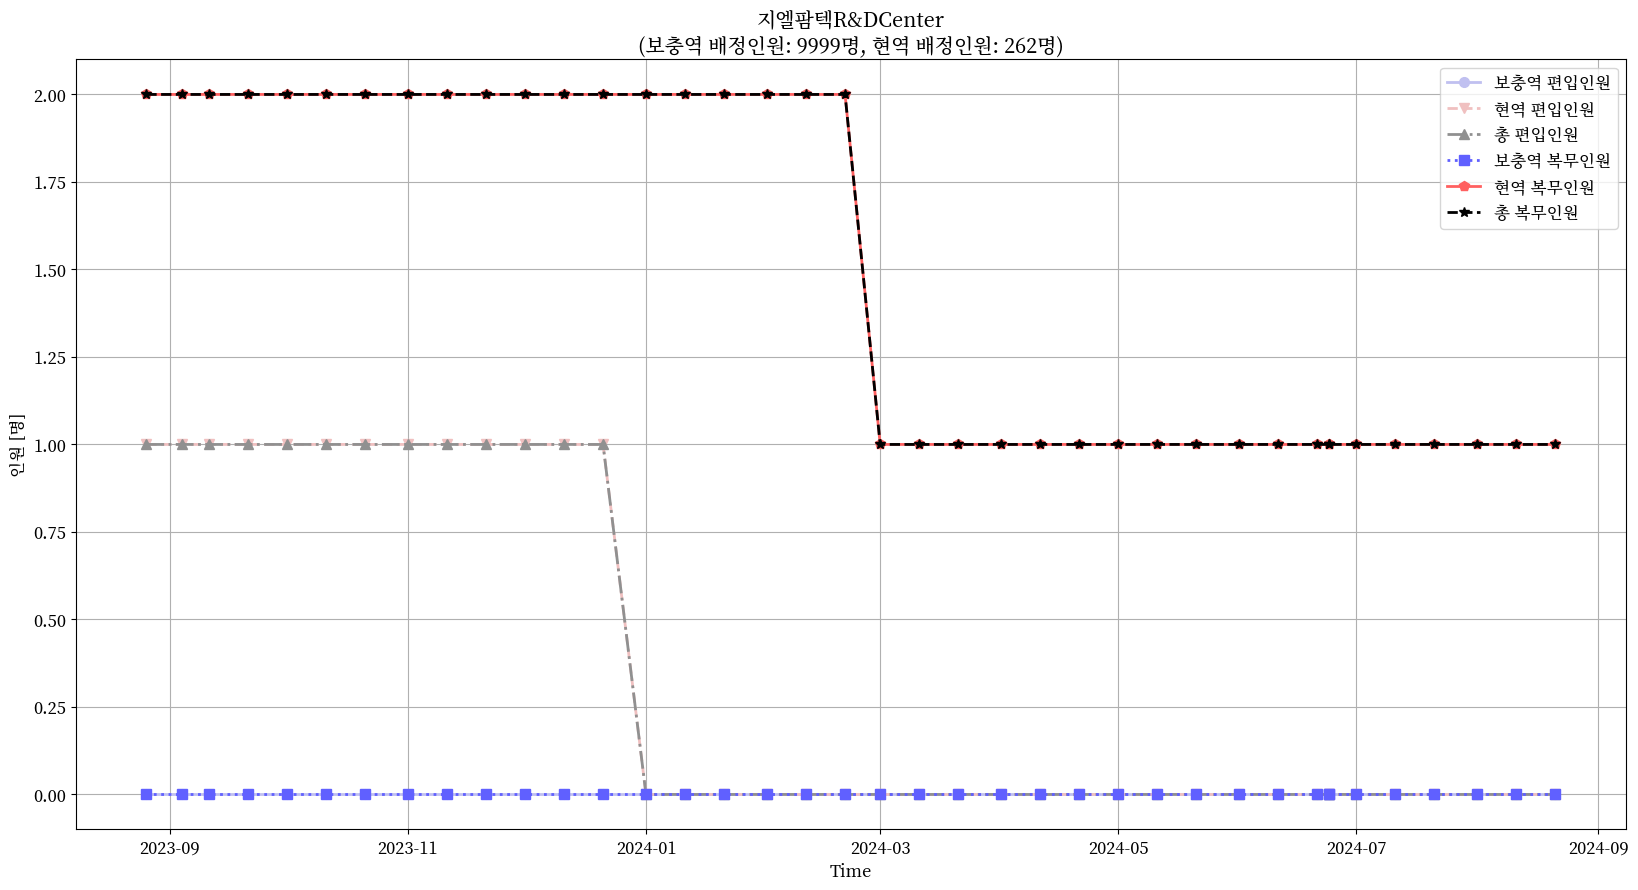 지엘팜텍R&DCenter
(보충역 배정인원: 9999명, 현역 배정인원: 262명)
보충역 편입인원
현역 편입인원
총 편입인원
보충역 복무인원
현역 복무인원
총 복무인원
인원 [명]
2.00
1.75
1.50
1.25
1.00
0.75
0.50
0.25
0.00
2023-09
2023-11
2024-01
2024-03
2024-05
2024-07
2024-09
Time